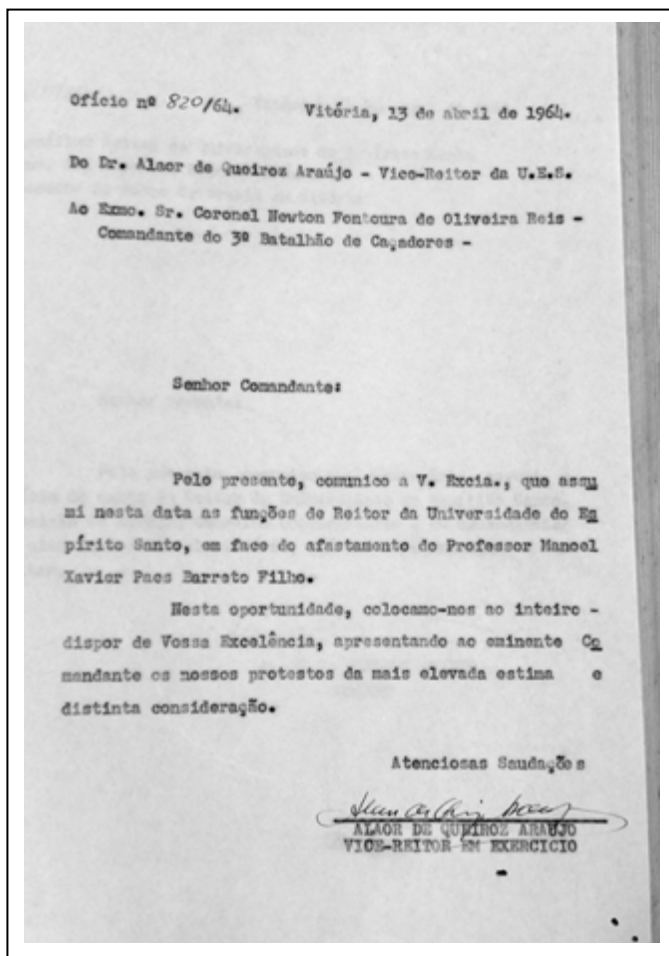 Ofício nº 820/64. Vitória, 13 de abril de 1964.
Do Dr. Alaor de Queiroz Araújo - Vice-Reitor da U.E.S.
Ao Exmo. Sr. Coronel Newton Fontoura de Oliveira Reis -
Comandante do 3º Batalhão de Caçadores -
Senhor Comandante:
Pelo presente, comunico a V. Excia., que assu
mi nesta data as funções de Reitor da Universidade do Es
pírito Santo, em face do afastamento do Professor Manoel
Xavier Paes Barreto Filho.
Nesta oportunidade, colocamo-nos ao inteiro -
dispor de Vossa Excelência, apresentando ao eminente Co
mandante os nossos protestos da mais elevada estima e
distinta consideração.
Atenciosas Saudações
ALAOR DE QUEIROZ ARAUJO
VICE-REITOR EM EXERCICIO